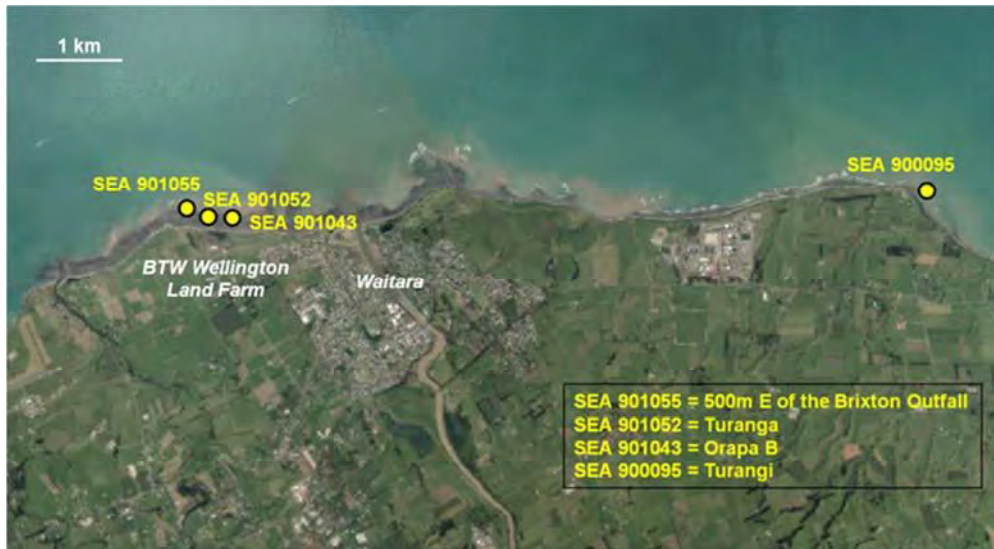 1 km
SEA 900095
SEA 901055
SEA 901052
SEA 901043
BTW Wellington
Land Farm
Waitara
SEA 901055 = 500m E of the Brixton Outfall
SEA 901052 = Turanga
SEA 901043 = Orapa B
SEA 900095 = Turangi